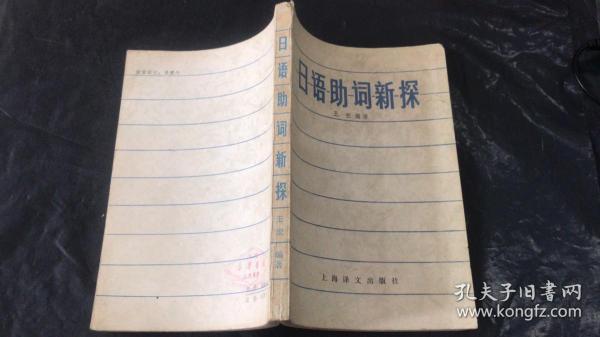 日语助词新探
王宏 编著
上海译文出版社
日语助词新探
王宏 编著
孔夫子旧书网
www.kongfz.com